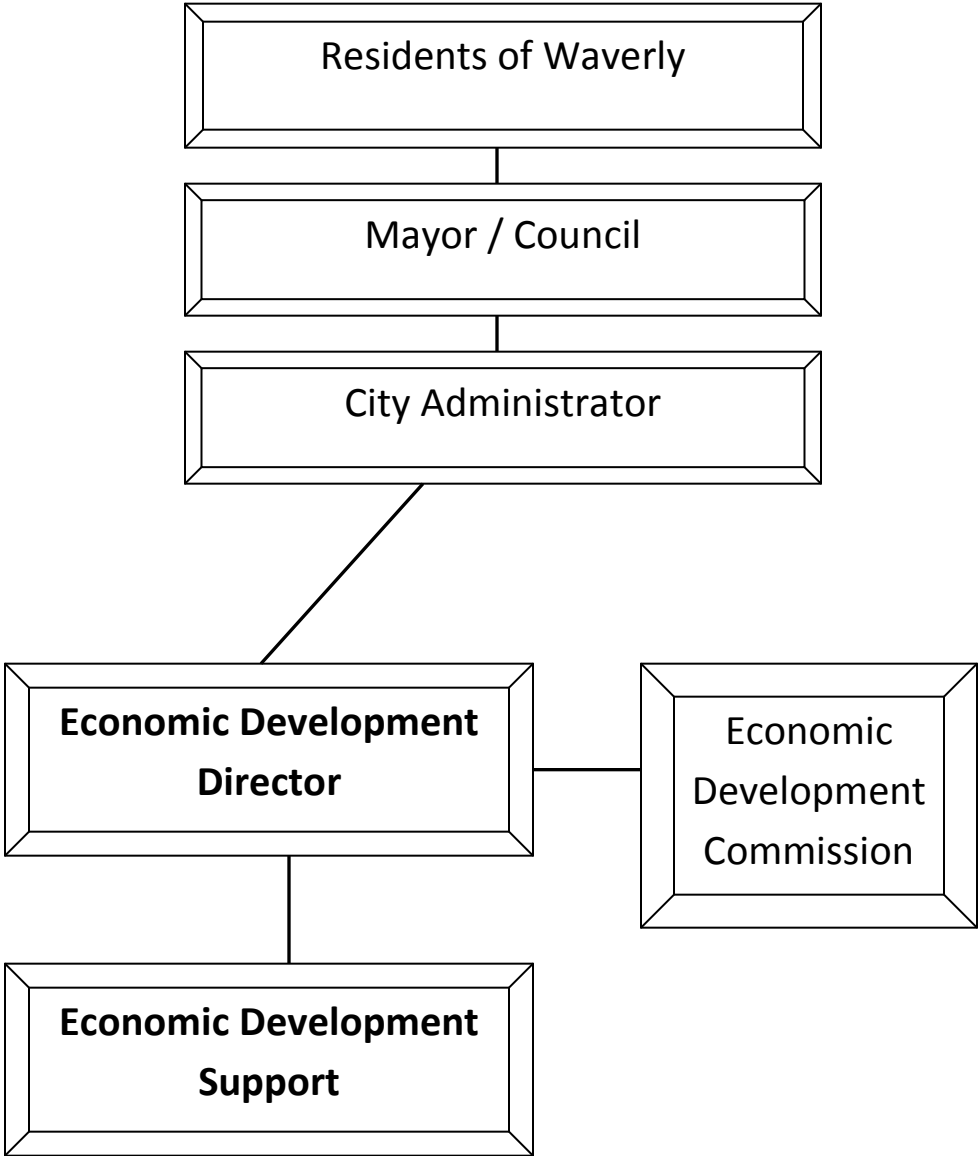 Residents of Waverly
Mayor / Council
City Administrator
Economic Development
Director
Economic
Development
Commission
Economic Development
Support